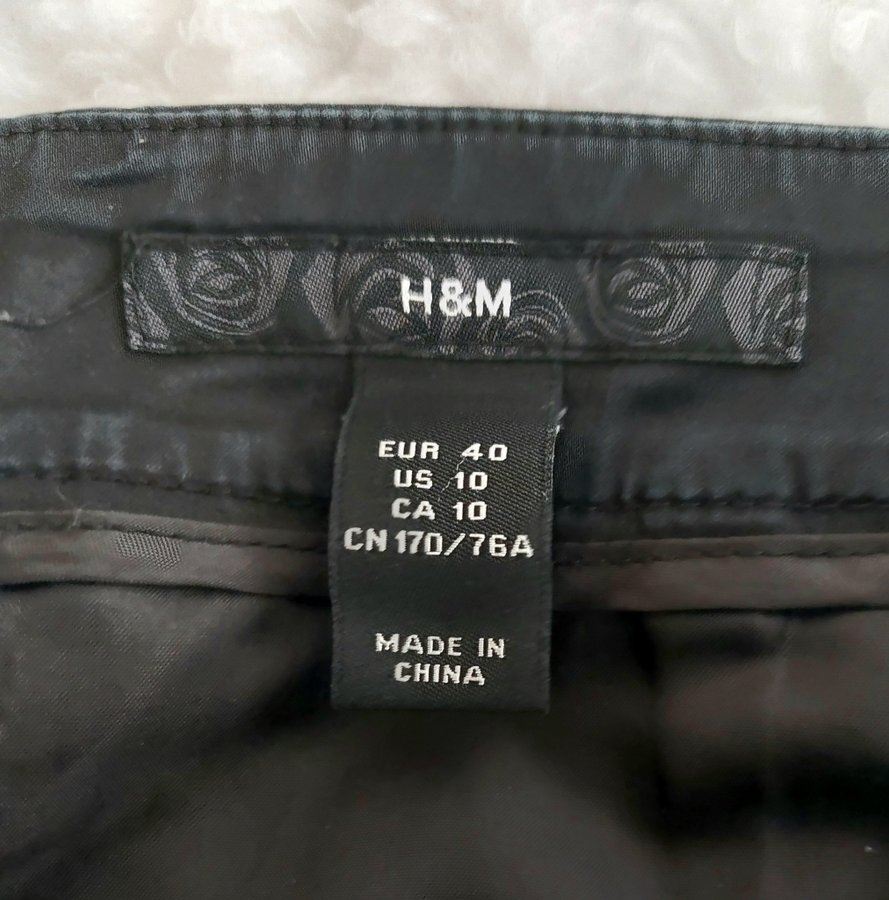 H&M
EUR 40
US 10
CA 10
CN 170/76A
MADE IN
CHINA